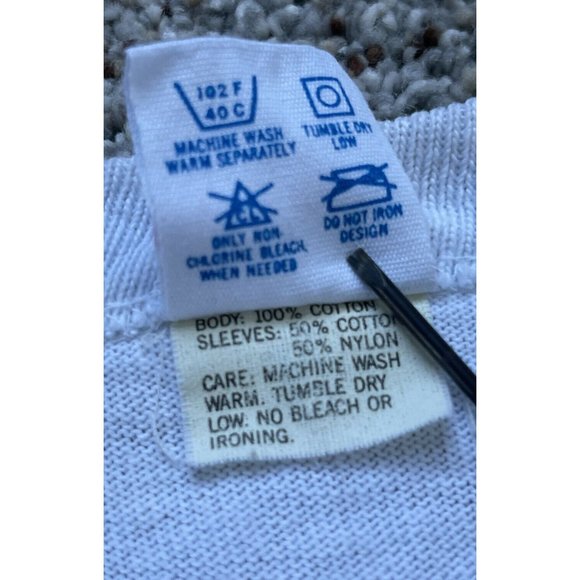 102 F
40 C
MACHINE WASH
WARM SEPARATELY
TUMBLE DRY
LOW
CL
ONLY NON
CHLORINE BLEACH
WHEN NEEDED
DO NOT IRON
DESIGN
BODY: 100% COTTON
SLEEVES: 50% COTTON
50% NYLON
CARE: MACHINE WASH
WARM. TUMBLE DRY
LOW. NO BLEACH OR
IRONING.